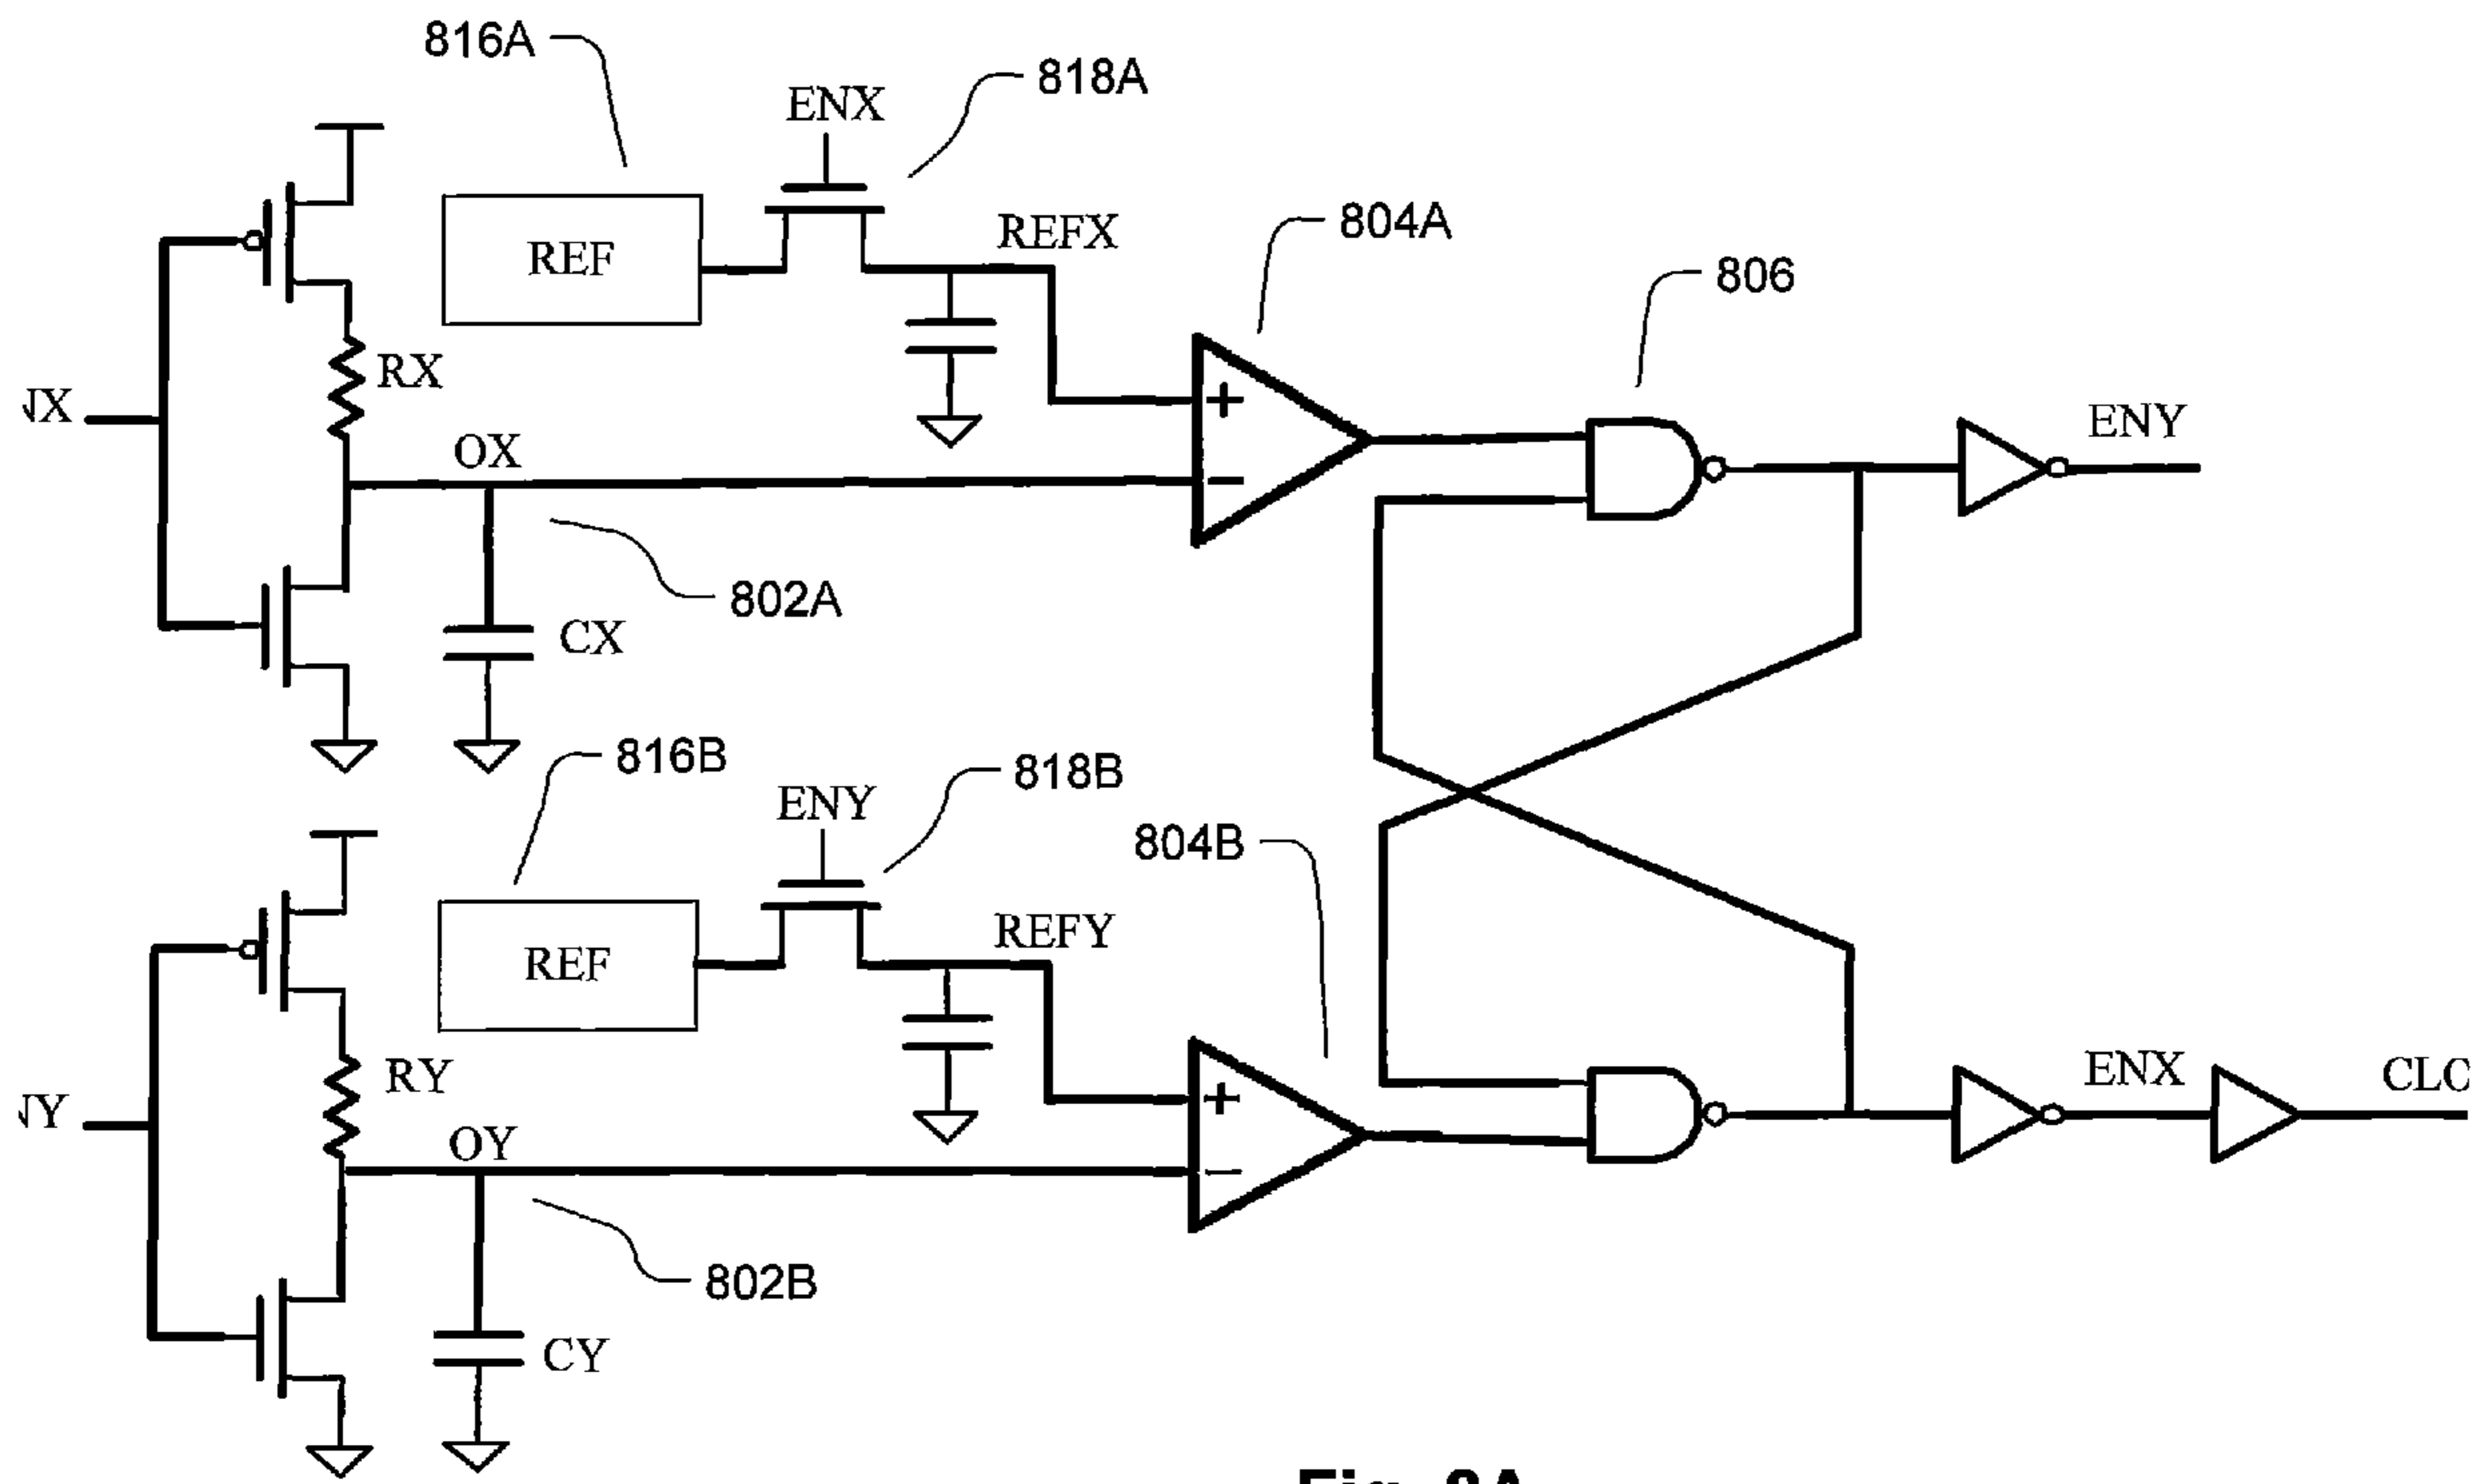 816A
818A
ENX
REF
REFX
804A
806
RX
OX
ENY
802A
CX
816B
818B
ENY
804B
REF
REFY
RY
OY
ENX
CLC
802B
CY